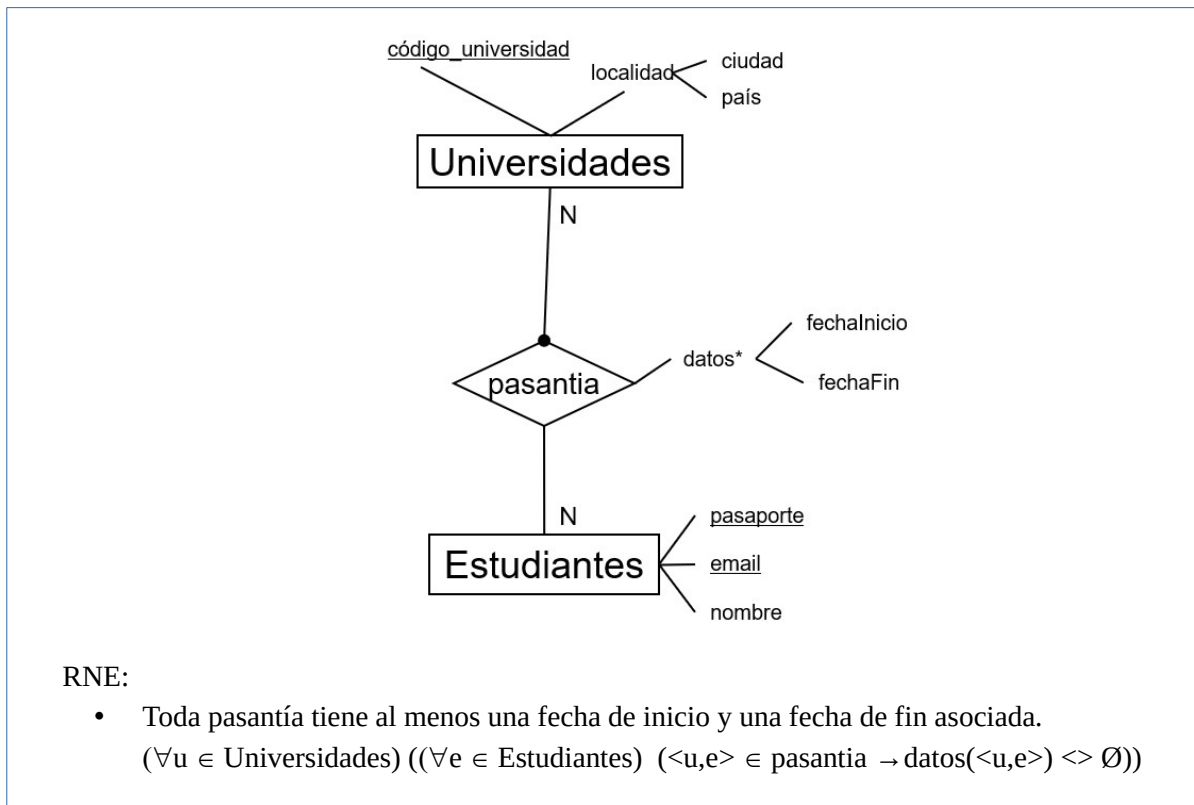 código_universidad
localidad
ciudad
país
Universidades
N
fechaInicio
datos*
fechaFin
pasantia
N
pasaporte
Estudiantes
email
nombre
RNE:
• Toda pasantía tiene al menos una fecha de inicio y una fecha de fin asociada.
(∀u ∈ Universidades) ((∀e ∈ Estudiantes) (<u,e> ∈ pasantia →datos(<u,e>) <> Ø))